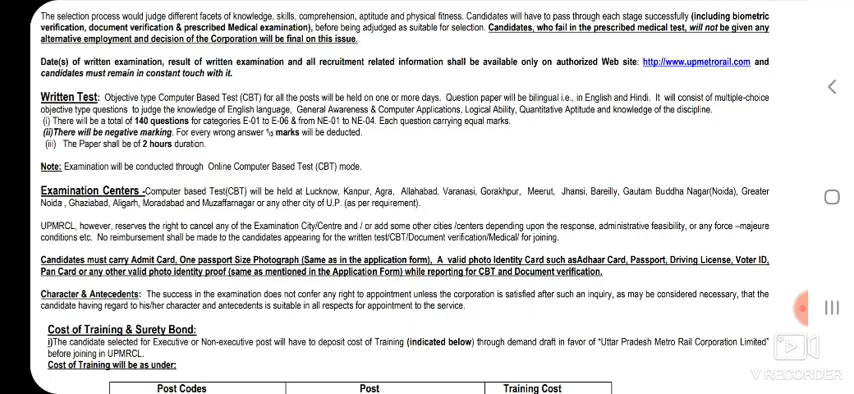 The selection process would judge different facets of knowledge, skills, comprehension, aptitude and physical fitness. Candidates will have to pass through each stage successfully (including biometric
verification, document verification & prescribed Medical examination), before being adjudged as suitable for selection. Candidates, who fail in the prescribed medical test, will not be given any
alternative employment and decision of the Corporation will be final on this issue.
Date(s) of written examination, result of written examination and all recruitment related information shall be available only on authorized Web site: http://www.upmetrorail.com and
candidates must remain in constant touch with it.
Written Test: Objective type Computer Based Test (CBT) for all the posts will be held on one or more days. Question paper will be bilingual i.e., in English and Hindi. It will consist of multiple-choice
objective type questions to judge the knowledge of English language, General Awareness & Computer Applications, Logical Ability, Quantitative Aptitude and knowledge of the discipline.
(i) There will be a total of 140 questions for categories E-01 to E-06 & from NE-01 to NE-04. Each question carrying equal marks.
(ii)There will be negative marking. For every wrong answer ⅓ marks will be deducted.
(iii) The Paper shall be of 2 hours duration.
Note: Examination will be conducted through Online Computer Based Test (CBT) mode.
Examination Centers -Computer based Test(CBT) will be held at Lucknow, Kanpur, Agra, Allahabad, Varanasi, Gorakhpur, Meerut, Jhansi, Bareilly, Gautam Buddha Nagar(Noida), Greater
Noida , Ghaziabad, Aligarh, Moradabad and Muzaffarnagar or any other city of U.P. (as per requirement).
UPMRCL, however, reserves the right to cancel any of the Examination City/Centre and / or add some other cities /centers depending upon the response, administrative feasibility, or any force –majeure
conditions etc. No reimbursement shall be made to the candidates appearing for the written test/CBT/Document verification/Medical/ for joining.
Candidates must carry Admit Card, One passport Size Photograph (Same as in the application form), A valid photo Identity Card such asAdhaar Card, Passport, Driving License, Voter ID,
Pan Card or any other valid photo identity proof (same as mentioned in the Application Form) while reporting for CBT and Document verification.
Character & Antecedents: The success in the examination does not confer any right to appointment unless the corporation is satisfied after such an inquiry, as may be considered necessary, that the
candidate having regard to his/her character and antecedents is suitable in all respects for appointment to the service.
Cost of Training & Surety Bond:
i)The candidate selected for Executive or Non-executive post will have to deposit cost of Training (indicated below) through demand draft in favor of "Uttar Pradesh Metro Rail Corporation Limited"
before joining in UPMRCL.
Cost of Training will be as under:
Post Codes Post Training Cost
V RECORDER